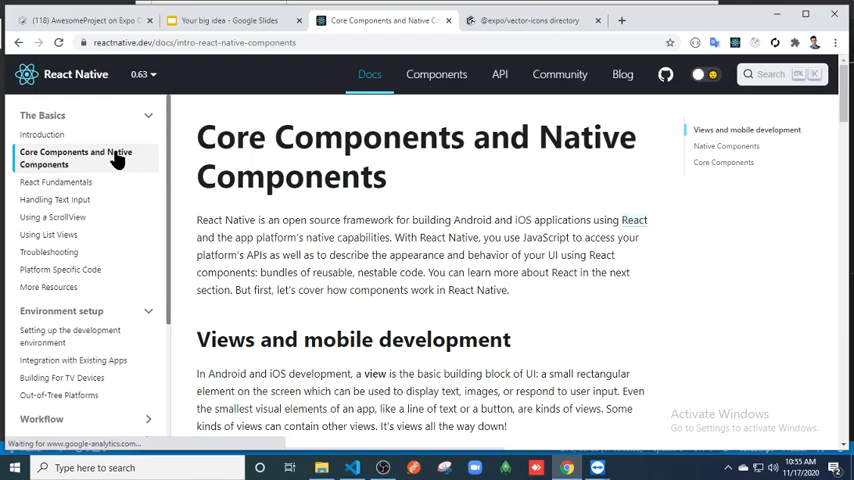 (118) AwesomeProject on Expo D
Your big idea - Google Slides
Core Components and Native Co
@expo/vector-icons directory
reactnative.dev/docs/intro-react-native-components
React Native
0.63
Docs
Components
API
Community
Blog
Search
CTRL
K
The Basics
Introduction
Core Components and Native
Components
React Fundamentals
Handling Text Input
Using a ScrollView
Using List Views
Troubleshooting
Platform Specific Code
More Resources
Environment setup
Setting up the development
environment
Integration with Existing Apps
Building For TV Devices
Out-of-Tree Platforms
Workflow
Core Components and Native
Components
React Native is an open source framework for building Android and iOS applications using React
and the app platform's native capabilities. With React Native, you use JavaScript to access your
platform's APIs as well as to describe the appearance and behavior of your UI using React
components: bundles of reusable, nestable code. You can learn more about React in the next
section. But first, let's cover how components work in React Native.
Views and mobile development
In Android and iOS development, a view is the basic building block of UI: a small rectangular
element on the screen which can be used to display text, images, or respond to user input. Even
the smallest visual elements of an app, like a line of text or a button, are kinds of views. Some
kinds of views can contain other views. It's views all the way down!
Views and mobile development
Native Components
Core Components
Activate Windows
Go to Settings to activate Windows.
Waiting for www.google-analytics.com...
Type here to search
10:55 AM
11/17/2020
2